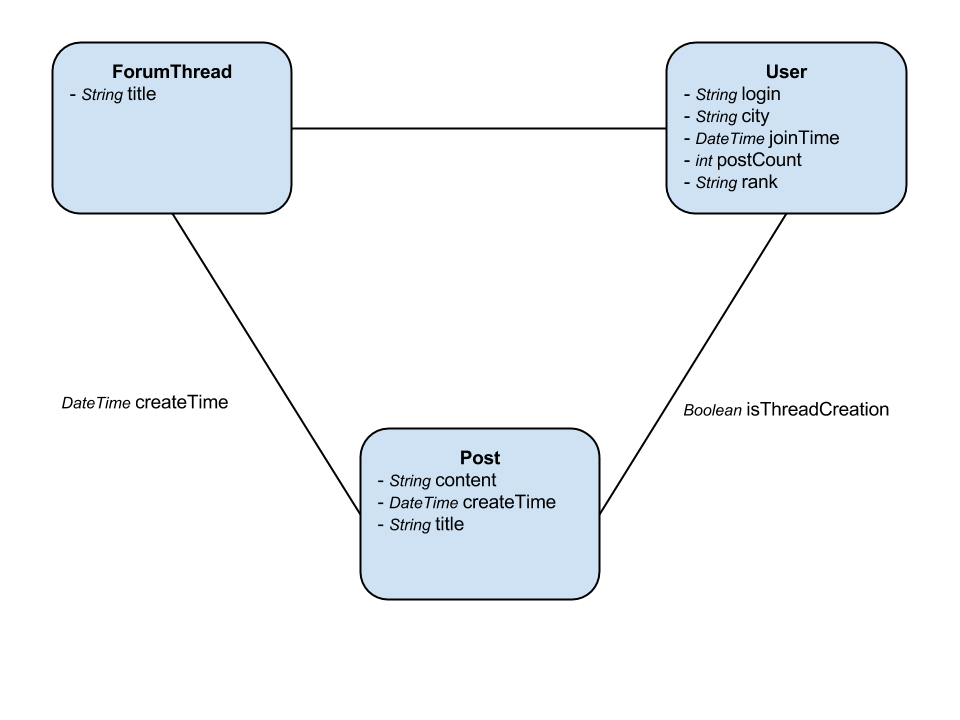 ForumThread
- String title
User
- String login
- String city
- DateTime joinTime
- int postCount
- String rank
DateTime createTime
Boolean isThreadCreation
Post
- String content
- DateTime createTime
- String title